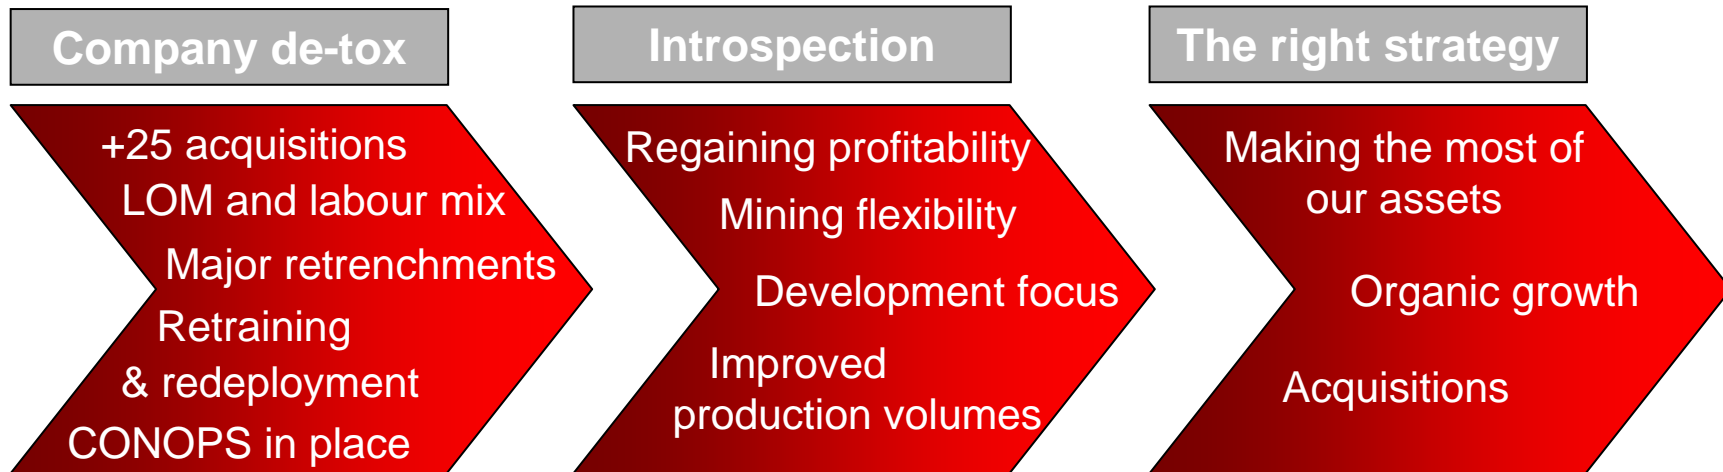 Company de-tox
+25 acquisitions
LOM and labour mix
Major retrenchments
Retraining
& redeployment
CONOPS in place
Introspection
Regaining profitability
Mining flexibility
Development focus
Improved
production volumes
The right strategy
Making the most of
our assets
Organic growth
Acquisitions